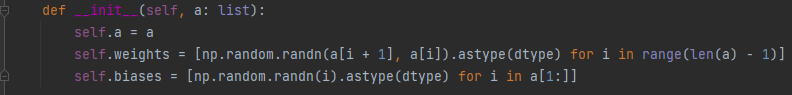 def __init__(self, a: list):
    self.a = a
    self.weights = [np.random.randn(a[i + 1], a[i]).astype(dtype) for i in range(len(a) - 1)]
    self.biases = [np.random.randn(i).astype(dtype) for i in a[1:]]